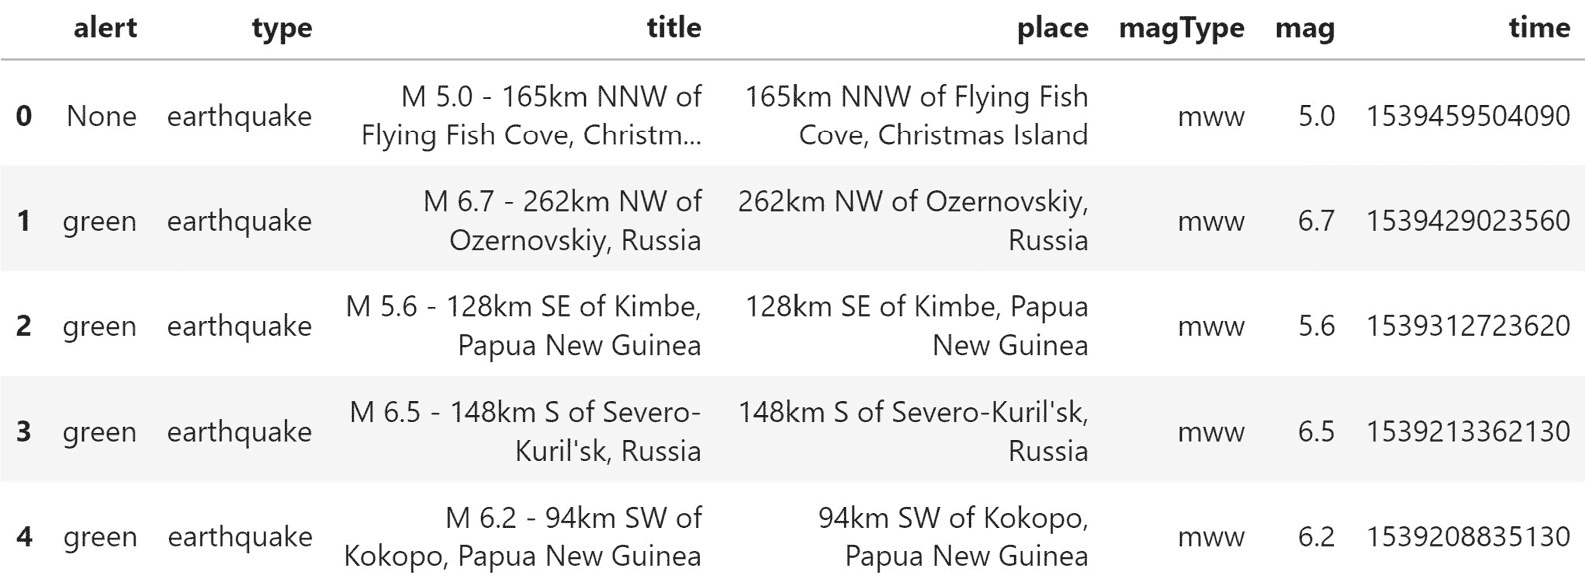 alert type title place magType mag time
M 5.0 - 165km NNW of 165km NNW of Flying Fish
0 None earthquake mww 5.0 1539459504090
Flying Fish Cove, Christm... Cove, Christmas Island
M 6.7 - 262km NW of 262km NW of Ozernovskiy,
1 green earthquake mww 6.7 1539429023560
Ozernovskiy, Russia Russia
M 5.6 - 128km SE of Kimbe, 128km SE of Kimbe, Papua
2 green earthquake mww 5.6 1539312723620
Papua New Guinea New Guinea
M 6.5 - 148km S of Severo- 148km S of Severo-Kuril'sk,
3 green earthquake mww 6.5 1539213362130
Kuril'sk, Russia Russia
M 6.2 - 94km SW of 94km SW of Kokopo,
4 green earthquake mww 6.2 1539208835130
Kokopo, Papua New Guinea Papua New Guinea